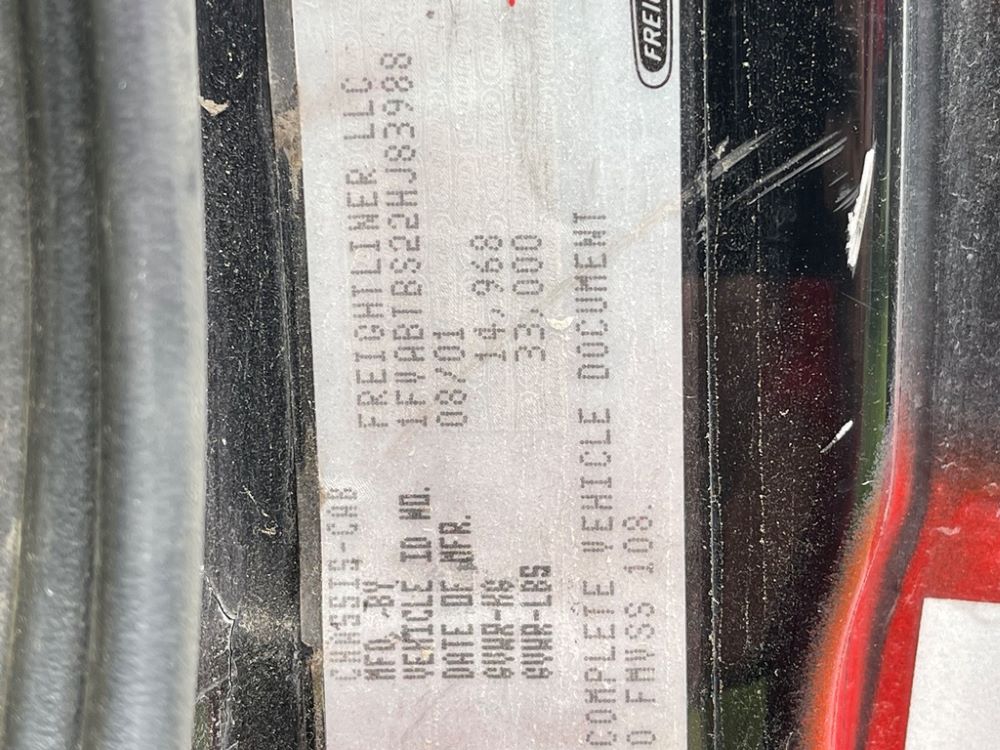 FREI
CHASSIS-CAB
MFD. BY FREIGHTLINER LLC
VEHICLE ID NO. 1FVABTBS22HJ83988
DATE OF MFR. 08/01
GVWR-KG 14,968
GVWR-LBS 33,000
COMPLETE VEHICLE DOCUMENT
O FMVSS 108.